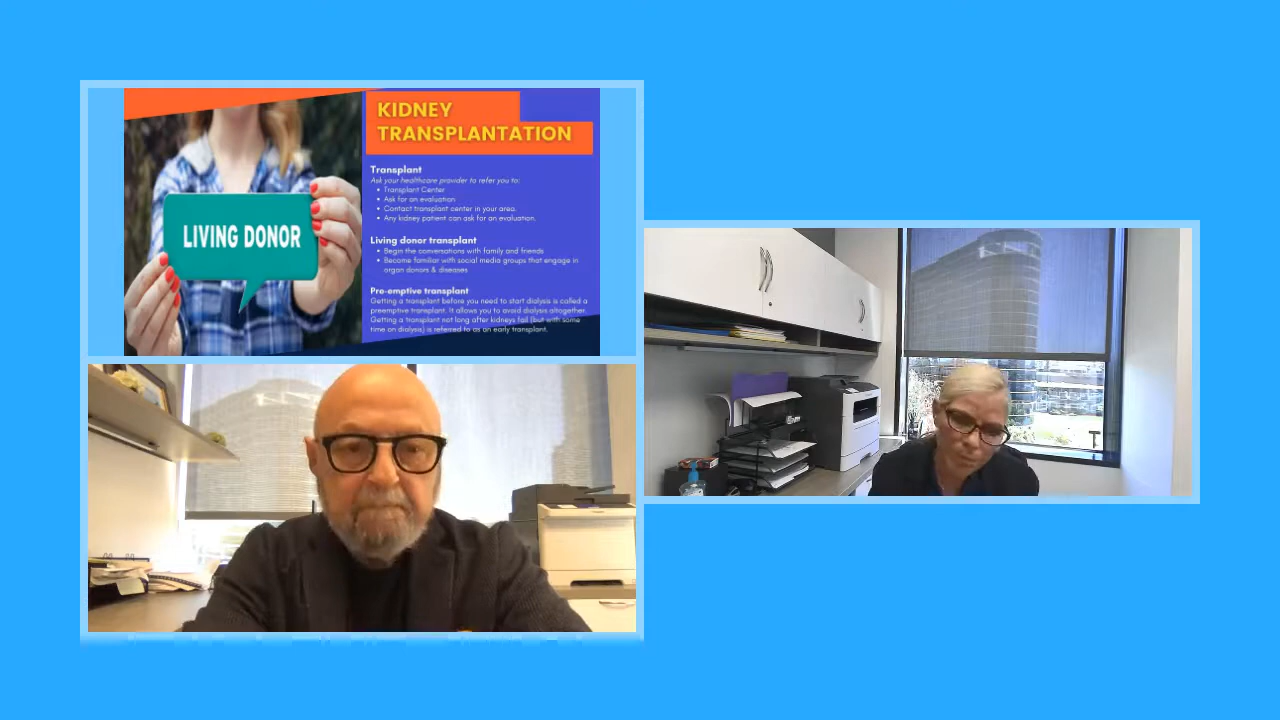 LIVING DONOR
KIDNEY
TRANSPLANTATION
Transplant
Ask your healthcare provider to refer you to:
• Transplant Center
• Ask for an evaluation
• Contact transplant center in your area.
• Any kidney patient can ask for an evaluation.
Living donor transplant
• Begin the conversations with family and friends
• Become familiar with social media groups that engage in
organ donors & diseases
Pre-emptive transplant
Getting a transplant before you need to start dialysis is called a
preemptive transplant. It allows you to avoid dialysis altogether.
Getting a transplant not long after kidneys fail (but with some
time on dialysis) is referred to as an early transplant.